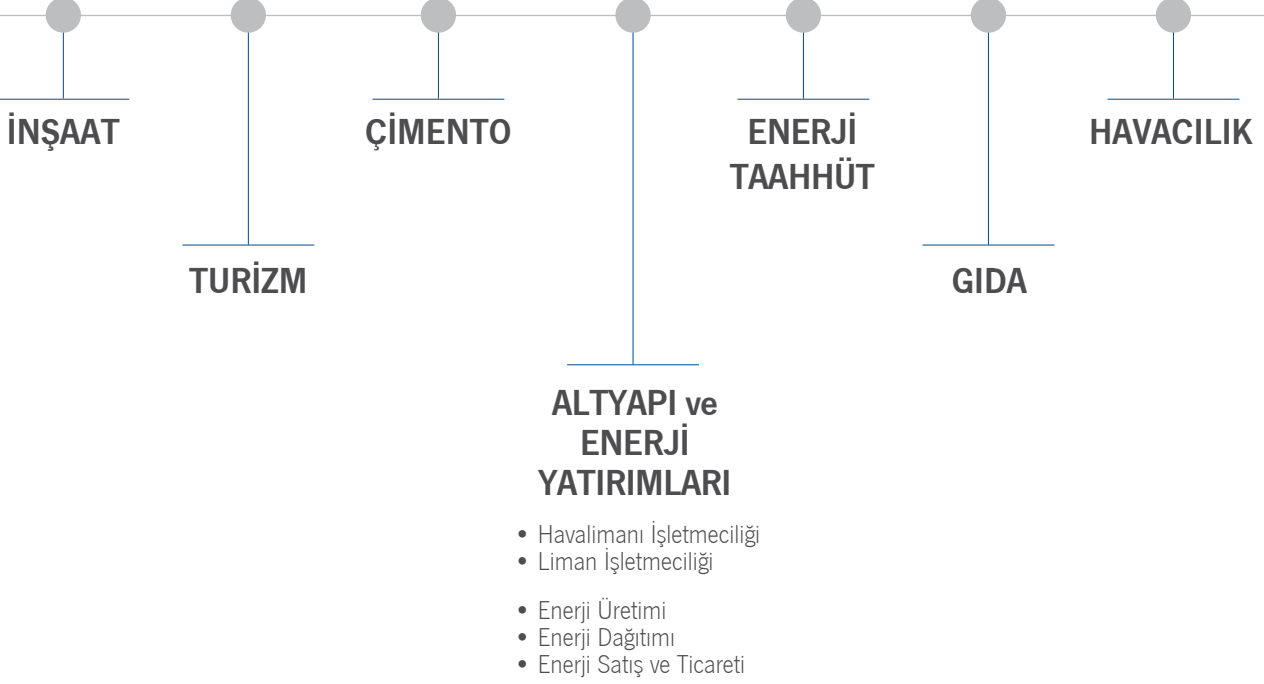 İNŞAAT
TURİZM
ÇİMENTO
ALTYAPI ve
ENERJİ
YATIRIMLARI
• Havalimanı İşletmeciliği
• Liman İşletmeciliği
• Enerji Üretimi
• Enerji Dağıtımı
• Enerji Satış ve Ticareti
ENERJİ
TAAHHÜT
GIDA
HAVACILIK